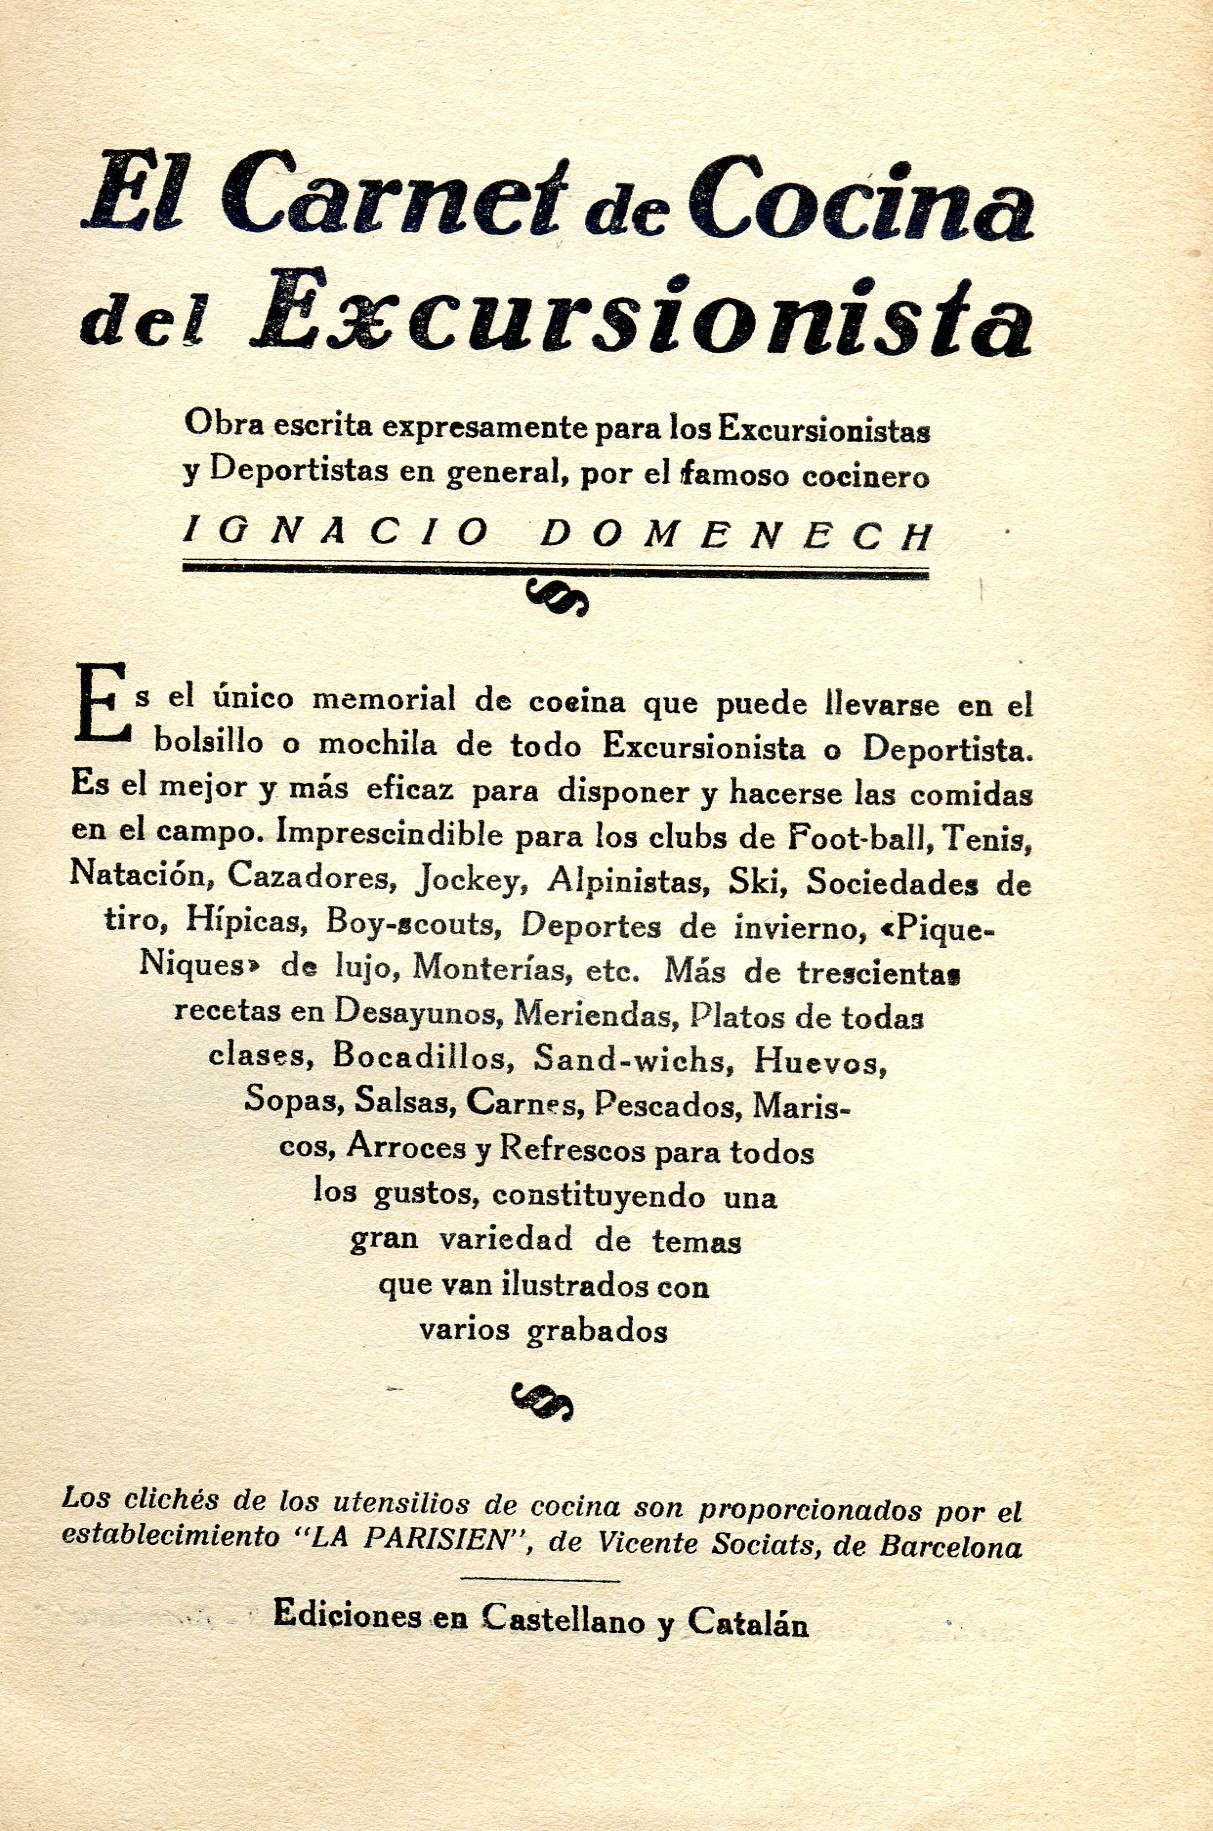 El Carnet de Cocina
del Excursionista
Obra escrita expresamente para los Excursionistas
y Deportistas en general, por el famoso cocinero
IGNACIO DOMENECH
Es el único memorial de cocina que puede llevarse en el
bolsillo o mochila de todo Excursionista o Deportista.
Es el mejor y más eficaz para disponer y hacerse las comidas
en el campo. Imprescindible para los clubs de Foot-ball, Tenis,
Natación, Cazadores, Jockey, Alpinistas, Ski, Sociedades de
tiro, Hípicas, Boy-scouts, Deportes de invierno, «Pique-
Niques» de lujo, Monterías, etc. Más de trescientas
recetas en Desayunos, Meriendas, Platos de todas
clases, Bocadillos, Sand-wichs, Huevos,
Sopas, Salsas, Carnes, Pescados, Maris-
cos, Arroces y Refrescos para todos
los gustos, constituyendo una
gran variedad de temas
que van ilustrados con
varios grabados
Los clichés de los utensilios de cocina son proporcionados por el
establecimiento "LA PARISIEN", de Vicente Sociats, de Barcelona
Ediciones en Castellano y Catalán